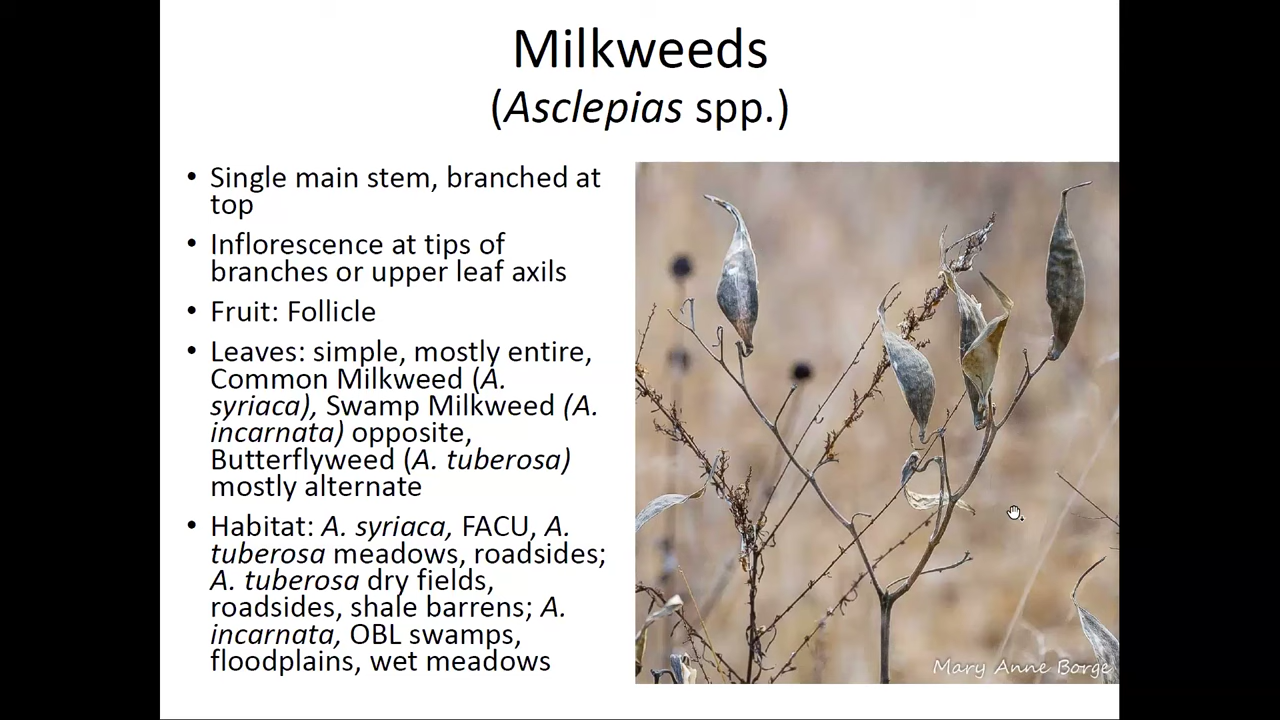 Milkweeds
(Asclepias spp.)
• Single main stem, branched at
top
• Inflorescence at tips of
branches or upper leaf axils
• Fruit: Follicle
• Leaves: simple, mostly entire,
Common Milkweed (A.
syriaca), Swamp Milkweed (A.
incarnata) opposite,
Butterflyweed (A. tuberosa)
mostly alternate
• Habitat: A. syriaca, FACU, A.
tuberosa meadows, roadsides;
A. tuberosa dry fields,
roadsides, shale barrens; A.
incarnata, OBL swamps,
floodplains, wet meadows
Mary Anne Borge